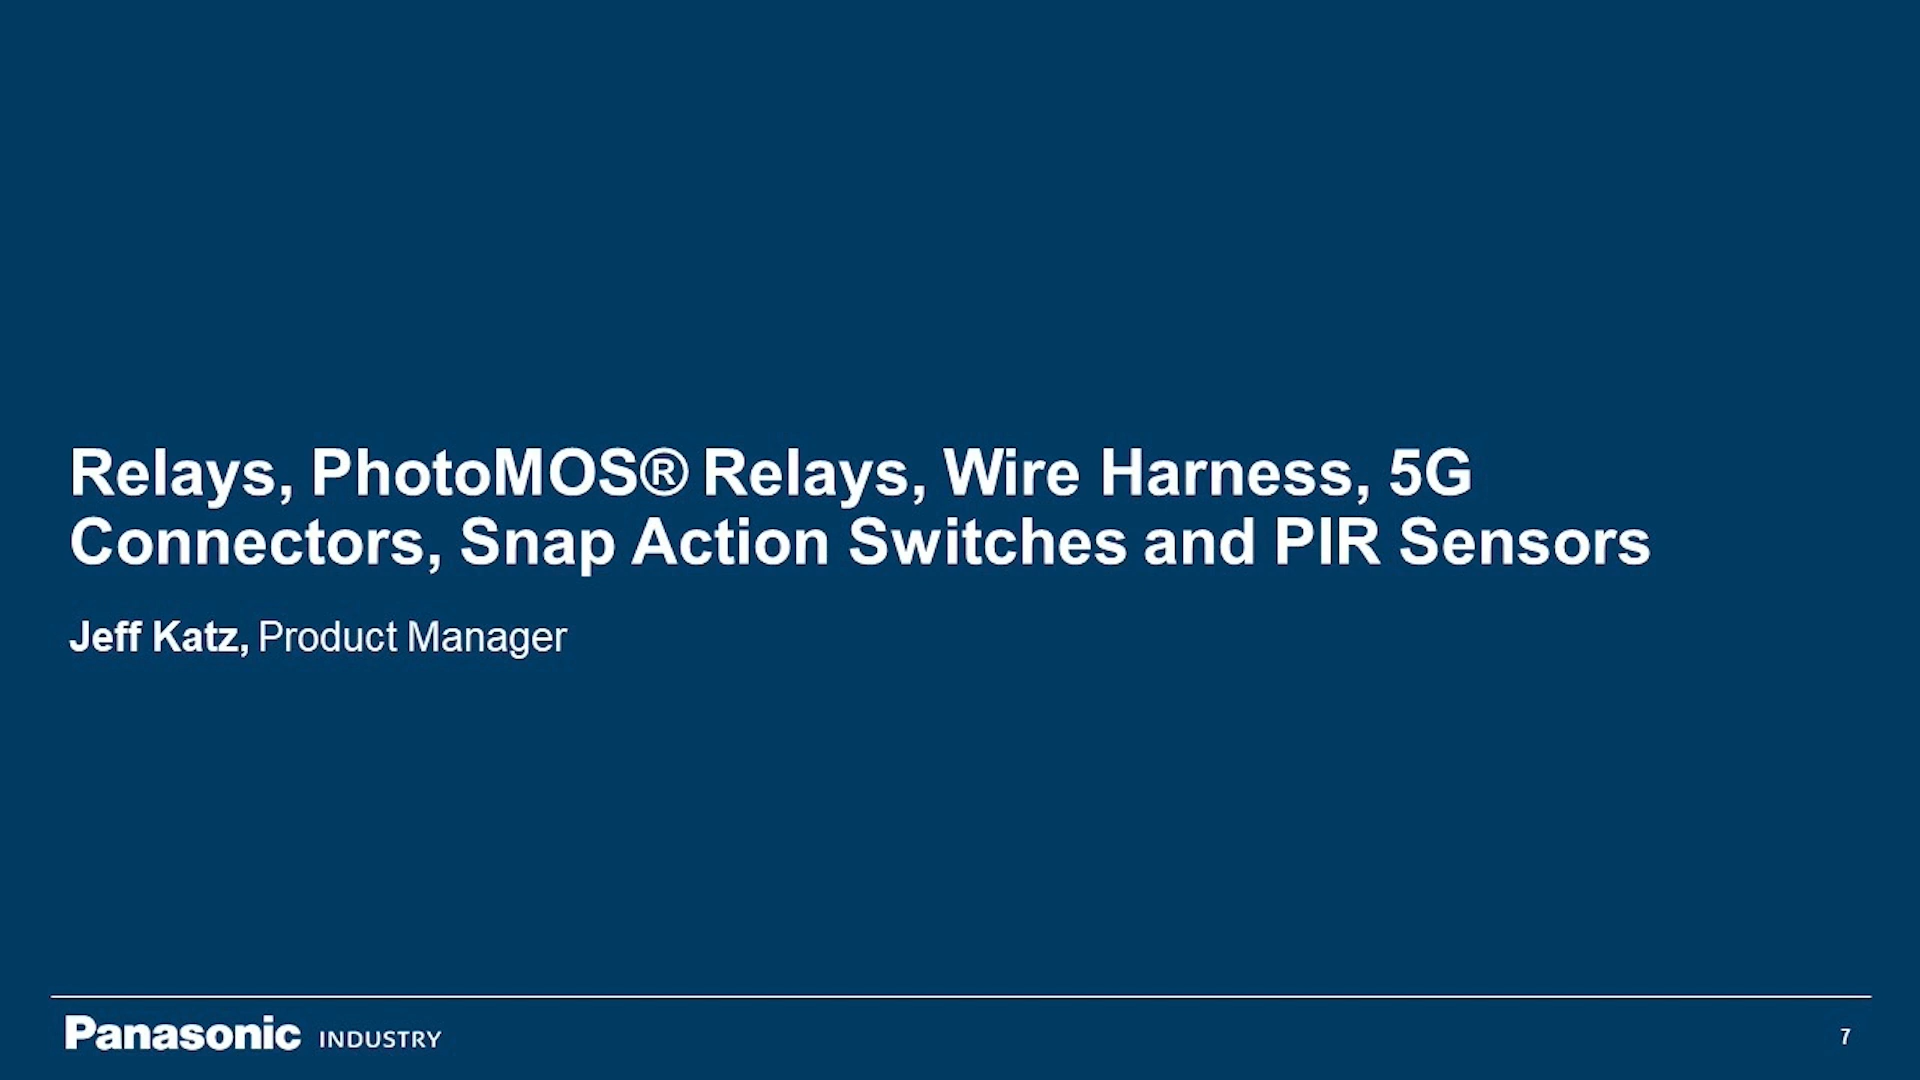 Relays, PhotoMOS® Relays, Wire Harness, 5G
Connectors, Snap Action Switches and PIR Sensors
Jeff Katz, Product Manager
Panasonic INDUSTRY
7